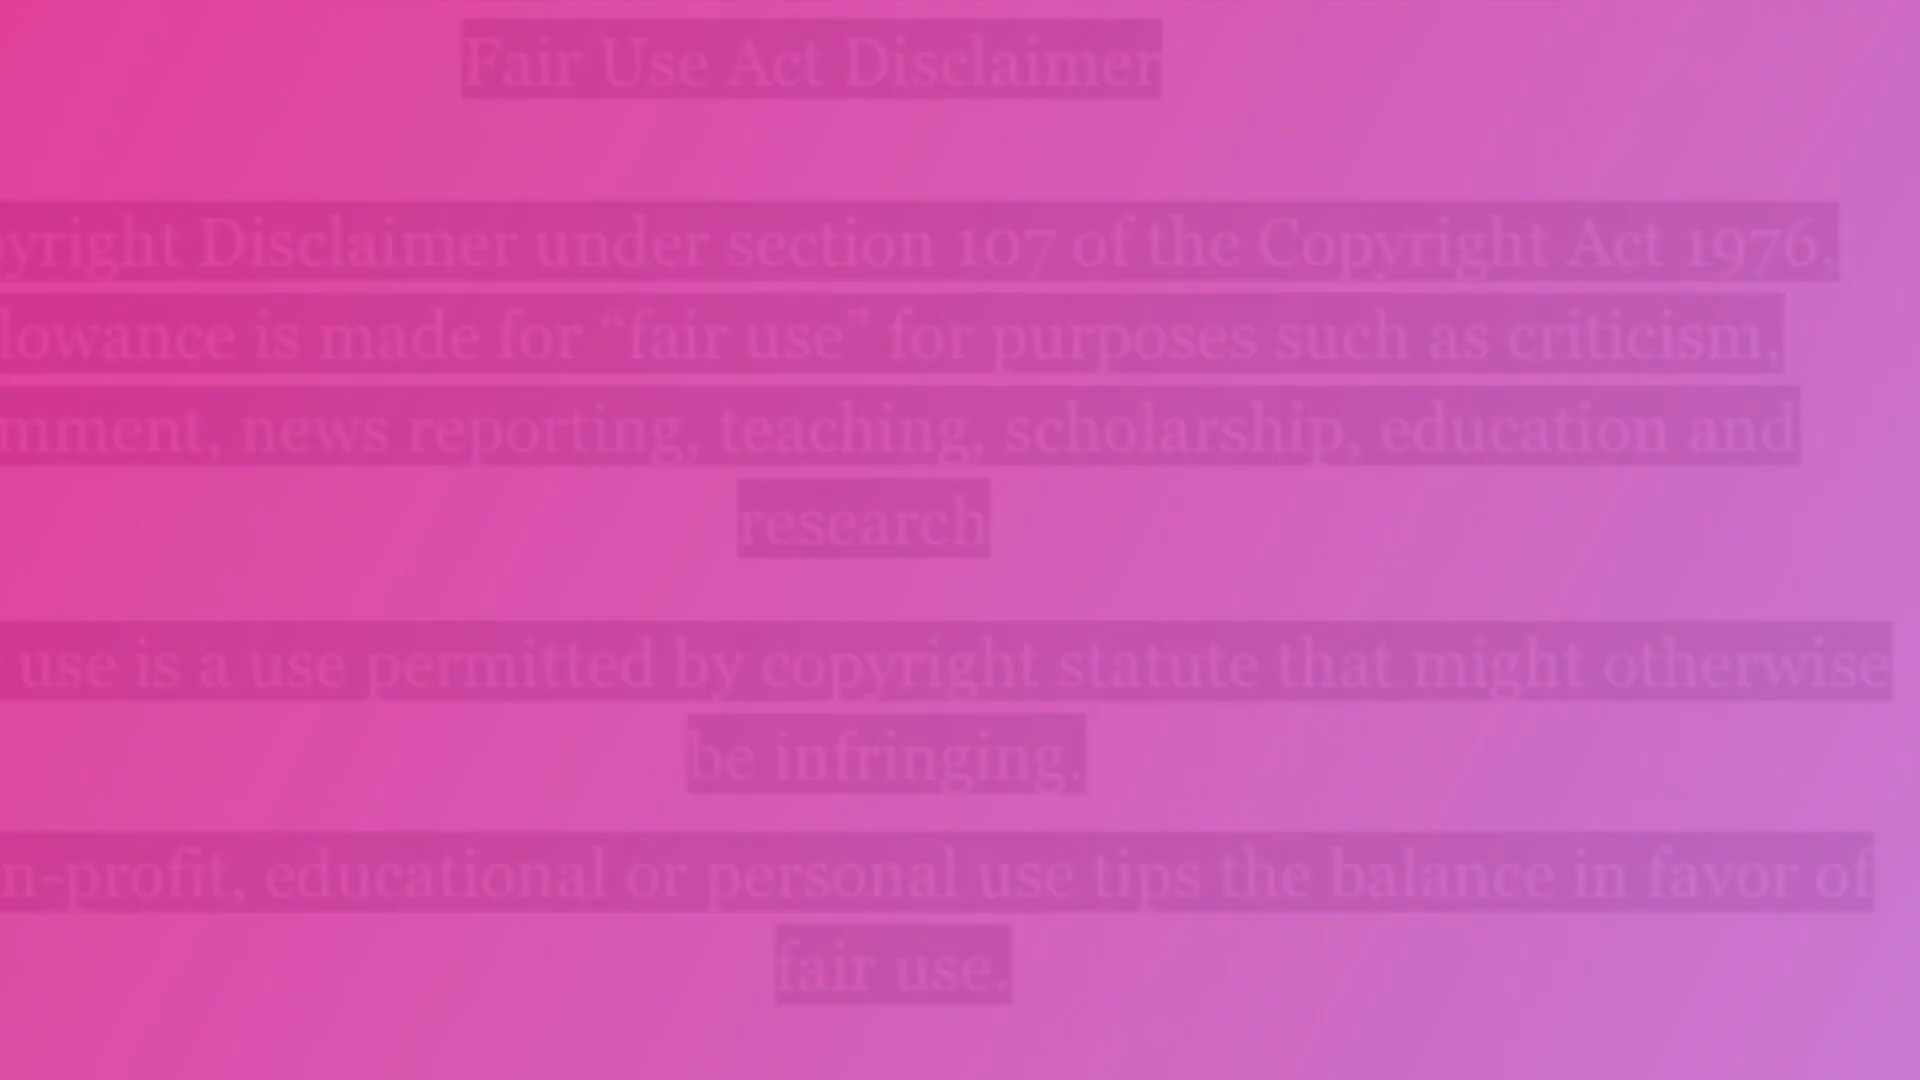 Fair Use Act Disclaimer
yright Disclaimer under section 107 of the Copyright Act 1976,
lowance is made for “fair use” for purposes such as criticism,
mment, news reporting, teaching, scholarship, education and
research
use is a use permitted by copyright statute that might otherwise
be infringing.
n-profit, educational or personal use tips the balance in favor of
fair use.